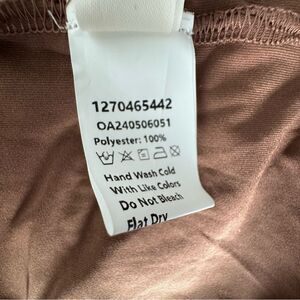 1270465442
OA240506051
Polyester: 100%
Hand Wash Cold
With Like Colors
Do Not Bleach
Flat Dry